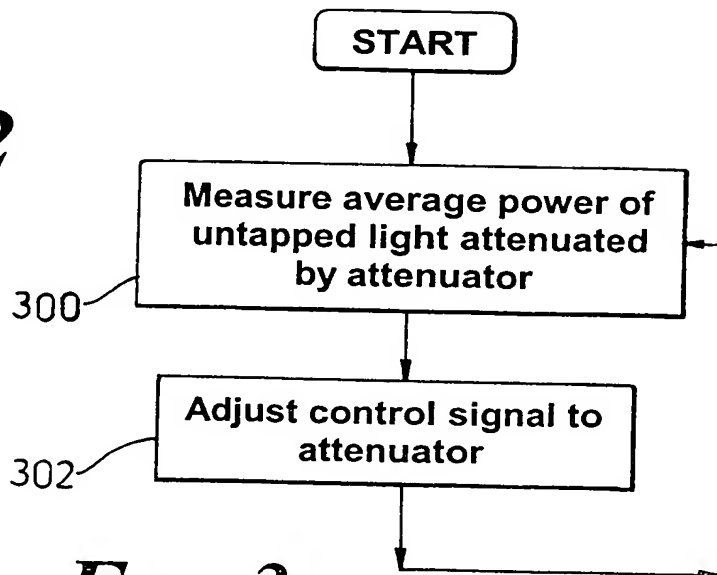 START
Measure average power of
untapped light attenuated
by attenuator
300
Adjust control signal to
attenuator
302